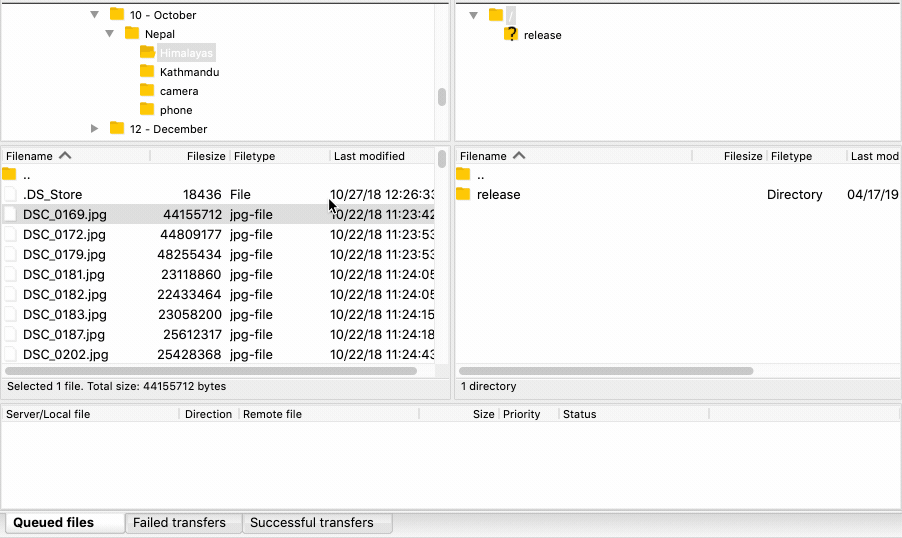 10 - October
Nepal
Himalayas
Kathmandu
camera
phone
12 - December
/
release
Filename Filesize Filetype Last modified
..
.DS_Store 18436 File 10/27/18 12:26:33
DSC_0169.jpg 44155712 jpg-file 10/22/18 11:23:42
DSC_0172.jpg 44809177 jpg-file 10/22/18 11:23:53
DSC_0179.jpg 48255434 jpg-file 10/22/18 11:23:53
DSC_0181.jpg 23118860 jpg-file 10/22/18 11:24:05
DSC_0182.jpg 22433464 jpg-file 10/22/18 11:24:05
DSC_0183.jpg 23058200 jpg-file 10/22/18 11:24:15
DSC_0187.jpg 25612317 jpg-file 10/22/18 11:24:18
DSC_0202.jpg 25428368 jpg-file 10/22/18 11:24:43
Selected 1 file. Total size: 44155712 bytes
Filename Filesize Filetype Last mod
..
release Directory 04/17/19
1 directory
Server/Local file Direction Remote file Size Priority Status
Queued files Failed transfers Successful transfers